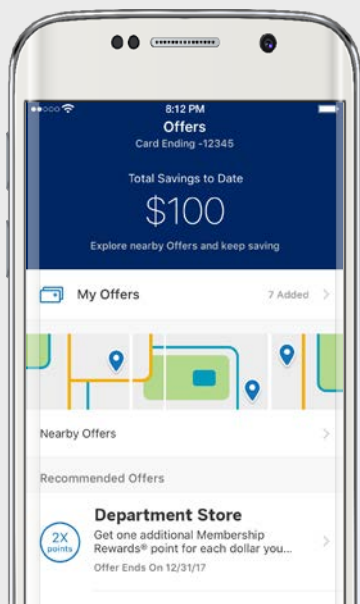 8:12 PM
Offers
Card Ending -12345
Total Savings to Date
$100
Explore nearby Offers and keep saving
My Offers
7 Added
Nearby Offers
Recommended Offers
Department Store
2X
points
Get one additional Membership
Rewards® point for each dollar you...
Offer Ends On 12/31/17